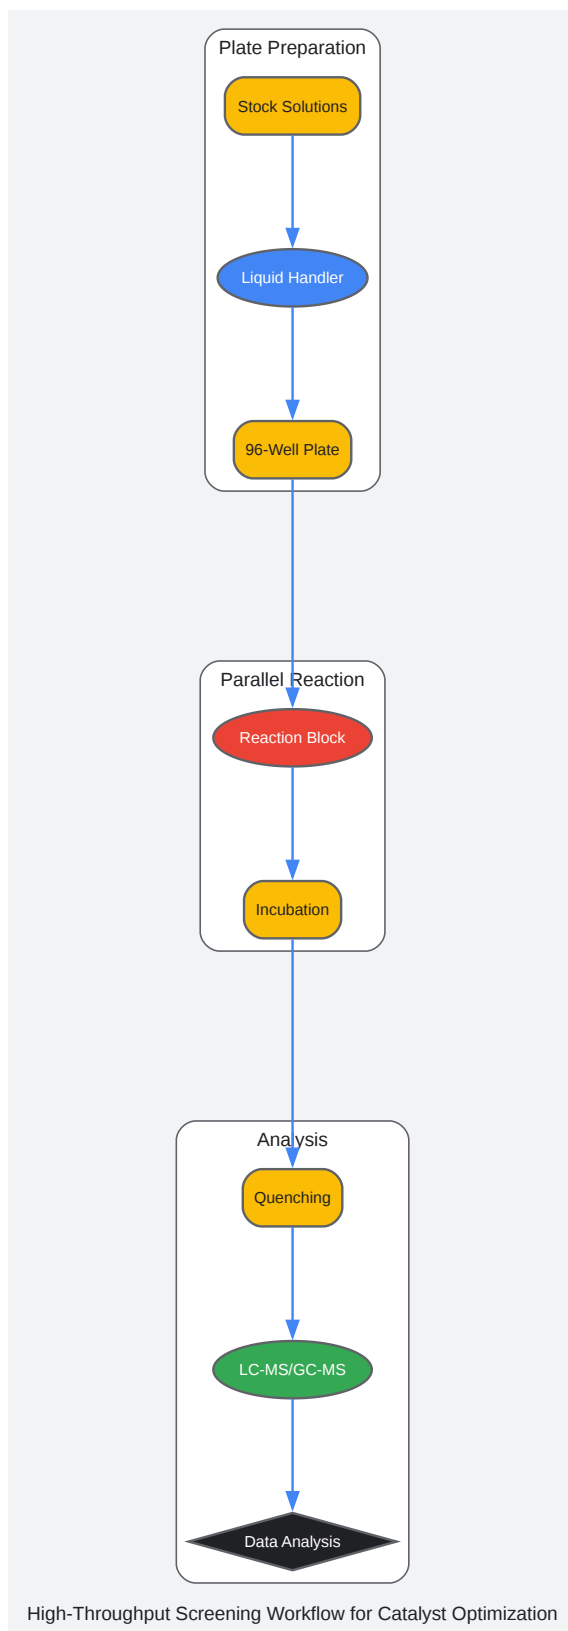 Plate Preparation
Stock Solutions
Liquid Handler
96-Well Plate
Parallel Reaction
Reaction Block
Incubation
Analysis
Quenching
LC-MS/GC-MS
Data Analysis
High-Throughput Screening Workflow for Catalyst Optimization